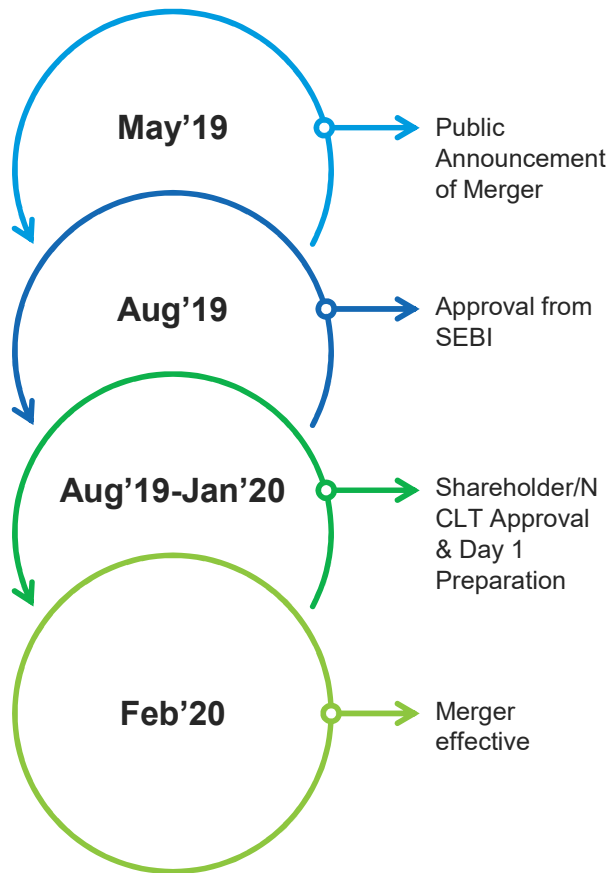 May’19
Public
Announcement
of Merger
Aug’19
Approval from
SEBI
Aug’19-Jan’20
Shareholder/N
CLT Approval
& Day 1
Preparation
Feb’20
Merger
effective